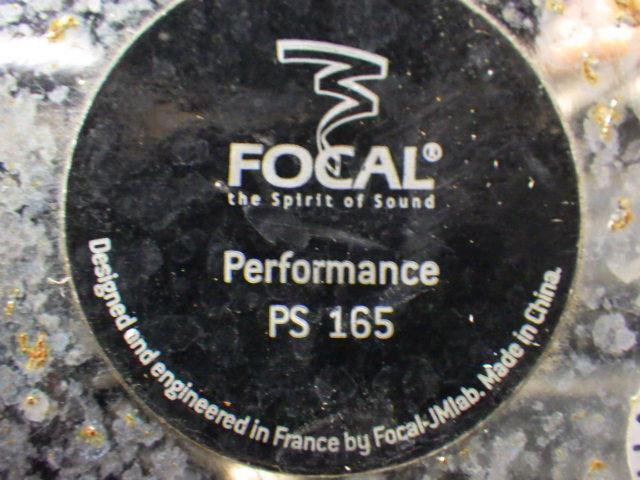 FOCAL®
the Spirit of Sound
Performance
PS 165
Designed and engineered in France by Focal-JMlab. Made in China.